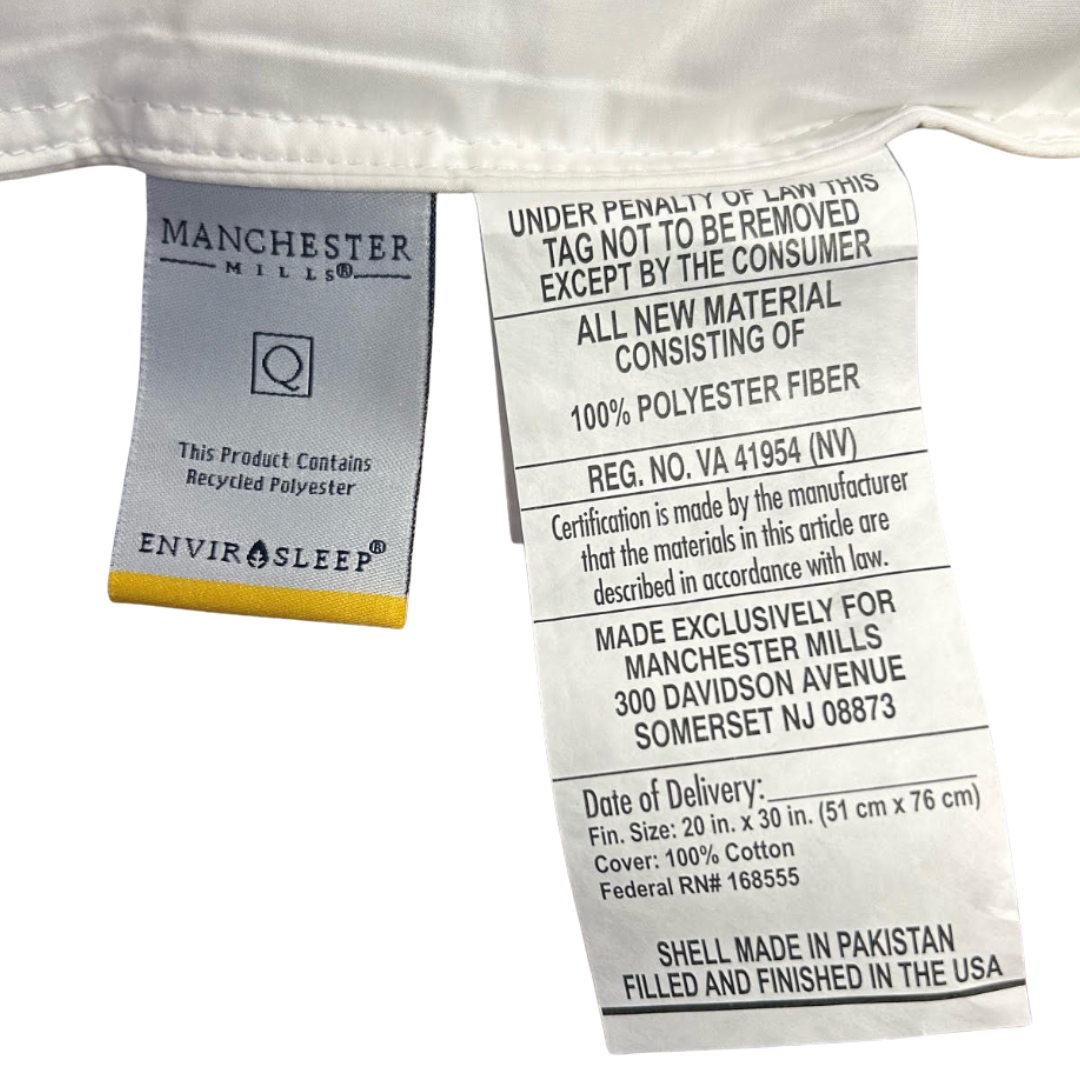 MANCHESTER
MILLS®
Q
This Product Contains
Recycled Polyester
ENVIROSLEEP®
UNDER PENALTY OF LAW THIS
TAG NOT TO BE REMOVED
EXCEPT BY THE CONSUMER
ALL NEW MATERIAL
CONSISTING OF
100% POLYESTER FIBER
REG. NO. VA 41954 (NV)
Certification is made by the manufacturer
that the materials in this article are
described in accordance with law.
MADE EXCLUSIVELY FOR
MANCHESTER MILLS
300 DAVIDSON AVENUE
SOMERSET NJ 08873
Date of Delivery:
Fin. Size: 20 in. x 30 in. (51 cm x 76 cm)
Cover: 100% Cotton
Federal RN# 168555
SHELL MADE IN PAKISTAN
FILLED AND FINISHED IN THE USA